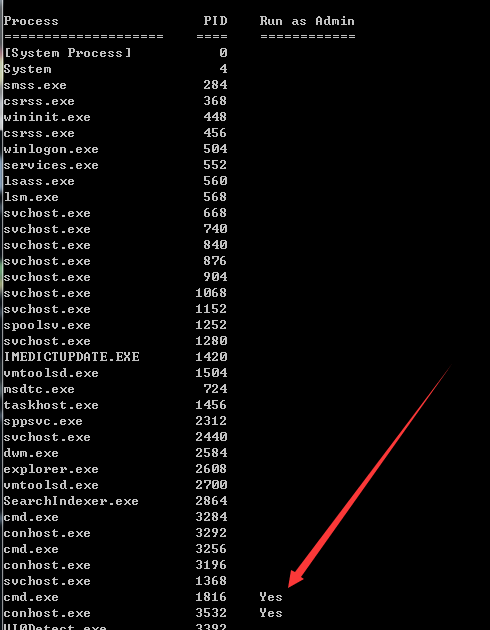 Process PID Run as Admin
==================== ==== ============
[System Process] 0
System 4
smss.exe 284
csrss.exe 368
wininit.exe 448
csrss.exe 456
winlogon.exe 504
services.exe 552
lsass.exe 560
lsm.exe 568
svchost.exe 668
svchost.exe 740
svchost.exe 840
svchost.exe 876
svchost.exe 904
svchost.exe 1068
svchost.exe 1152
spoolsv.exe 1252
svchost.exe 1280
IMEDICTUPDATE.EXE 1420
vmtoolsd.exe 1504
msdtc.exe 724
taskhost.exe 1456
sppsvc.exe 2312
svchost.exe 2440
dwm.exe 2584
explorer.exe 2608
vmtoolsd.exe 2700
SearchIndexer.exe 2864
cmd.exe 3284
conhost.exe 3292
cmd.exe 3256
conhost.exe 3196
svchost.exe 1368
cmd.exe 1816 Yes
conhost.exe 3532 Yes
UI0Detect.exe 3392